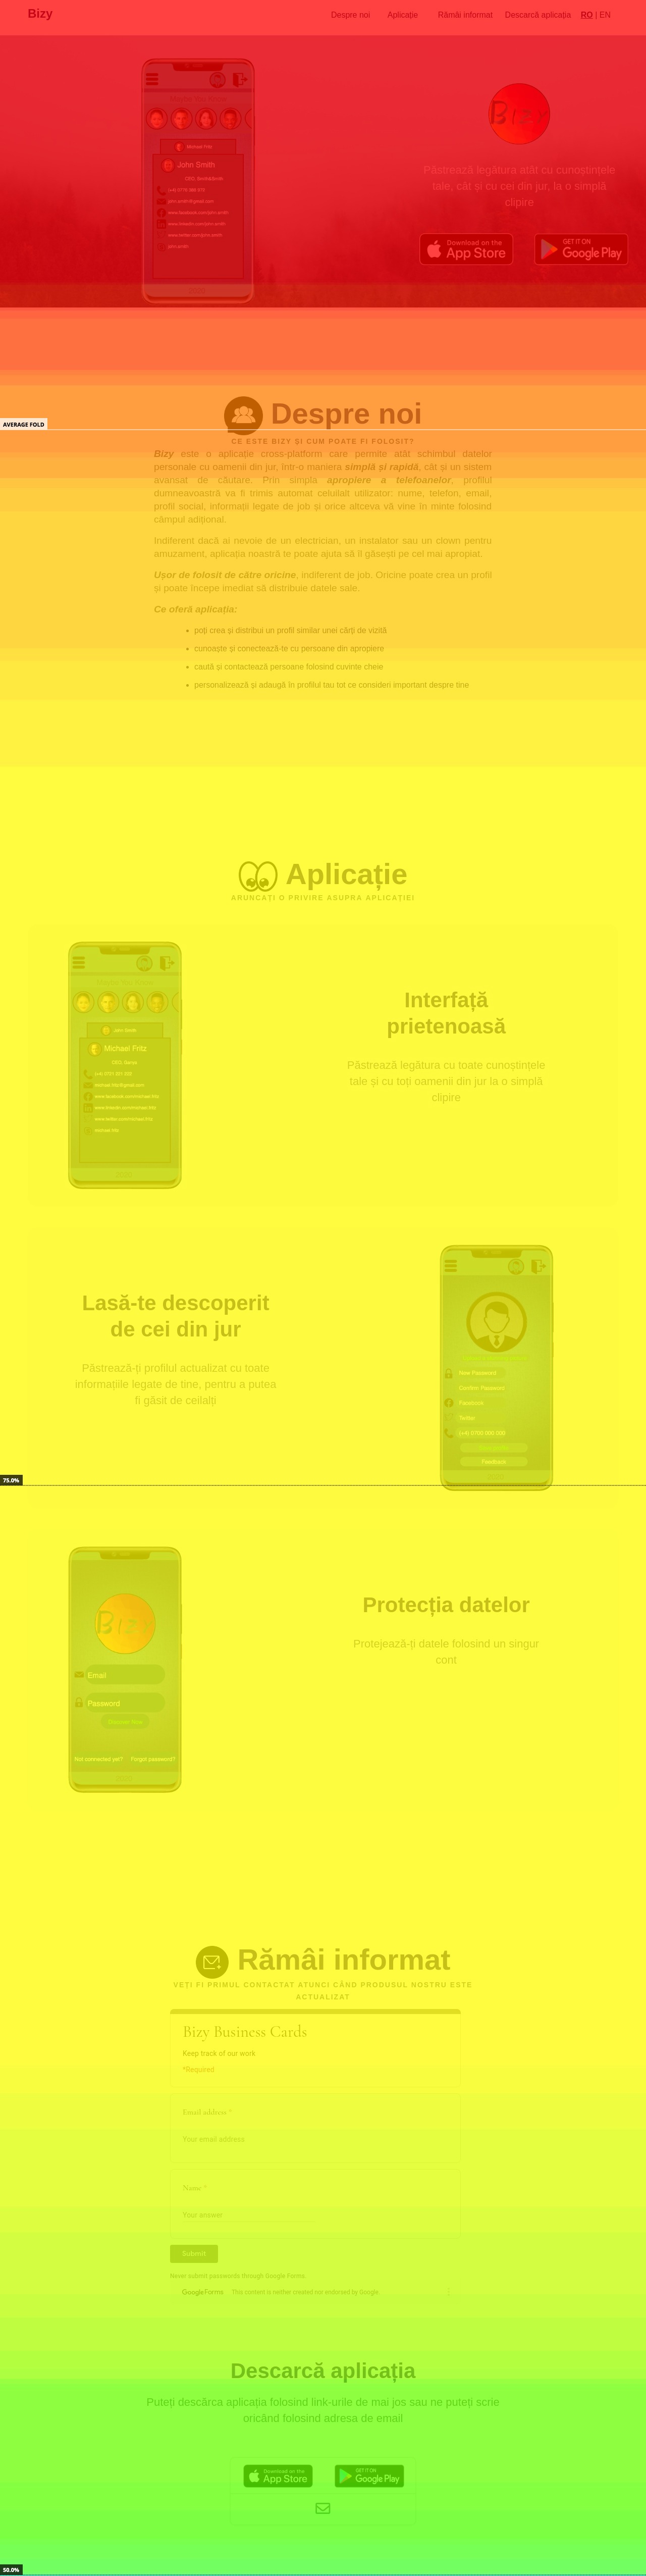 Bizy
Despre noi Aplicație Rămâi informat Descarcă aplicația RO | EN
Michael Fritz
John Smith
CEO, Smith&Smith
(+4) 0770 888 878
john.smith@gmail.com
www.facebook.com/john.smith
www.linkedin.com/john.smith
www.twitter.com/john.smith
john.smith
Bizy
Păstrează legătura atât cu cunoștințele
tale, cât și cu cei din jur, la o simplă
clipire
Download on the
App Store
GET IT ON
Google Play
AVERAGE FOLD
Despre noi
CE ESTE BIZY ȘI CUM POATE FI FOLOSIT?
Bizy este o aplicație cross-platform care permite atât schimbul datelor
personale cu oamenii din jur, într-o maniera simplă și rapidă, cât și un sistem
avansat de căutare. Prin simpla apropiere a telefoanelor, profilul
dumneavoastră va fi trimis automat celuilalt utilizator: nume, telefon, email,
profil social, informații legate de job și orice altceva vă vine în minte folosind
câmpul adițional.
Indiferent dacă ai nevoie de un electrician, un instalator sau un clown pentru
amuzament, aplicația noastră te poate ajuta să îl găsești pe cel mai apropiat.
Ușor de folosit de către oricine, indiferent de job. Oricine poate crea un profil
și poate începe imediat să distribuie datele sale.
Ce oferă aplicația:
• poți crea și distribui un profil similar unei cărți de vizită
• cunoaște și conectează-te cu persoane din apropiere
• caută și contactează persoane folosind cuvinte cheie
• personalizează și adaugă în profilul tau tot ce consideri important despre tine
Aplicație
ARUNCAȚI O PRIVIRE ASUPRA APLICAȚIEI
John Smith
Michael Fritz
CEO, Bamya
(+4) 0701 901 000
michael.fritz@gmail.com
www.facebook.com/michael.fritz
www.linkedin.com/michael.fritz
www.twitter.com/michael.fritz
michael.fritz
Interfață
prietenoasă
Păstrează legătura cu toate cunoștințele
tale și cu toți oamenii din jur la o simplă
clipire
Lasă-te descoperit
de cei din jur
Păstrează-ți profilul actualizat cu toate
informațiile legate de tine, pentru a putea
fi găsit de ceilalți
New Password
Confirm Password
Facebook
Twitter
(+4) 0700 000 000
Feedback
75.0%
Bizy
Email
Password
Not connected yet? Forgot password?
Protecția datelor
Protejează-ți datele folosind un singur
cont
Rămâi informat
VEȚI FI PRIMUL CONTACTAT ATUNCI CÂND PRODUSUL NOSTRU ESTE
ACTUALIZAT
Bizy Business Cards
Keep track of our work
*Required
Email address *
Your email address
Name *
Your answer
Submit
Never submit passwords through Google Forms.
Google Forms This content is neither created nor endorsed by Google.
Descarcă aplicația
Puteți descărca aplicația folosind link-urile de mai jos sau ne puteți scrie
oricând folosind adresa de email
Download on the
App Store
GET IT ON
Google Play
50.0%